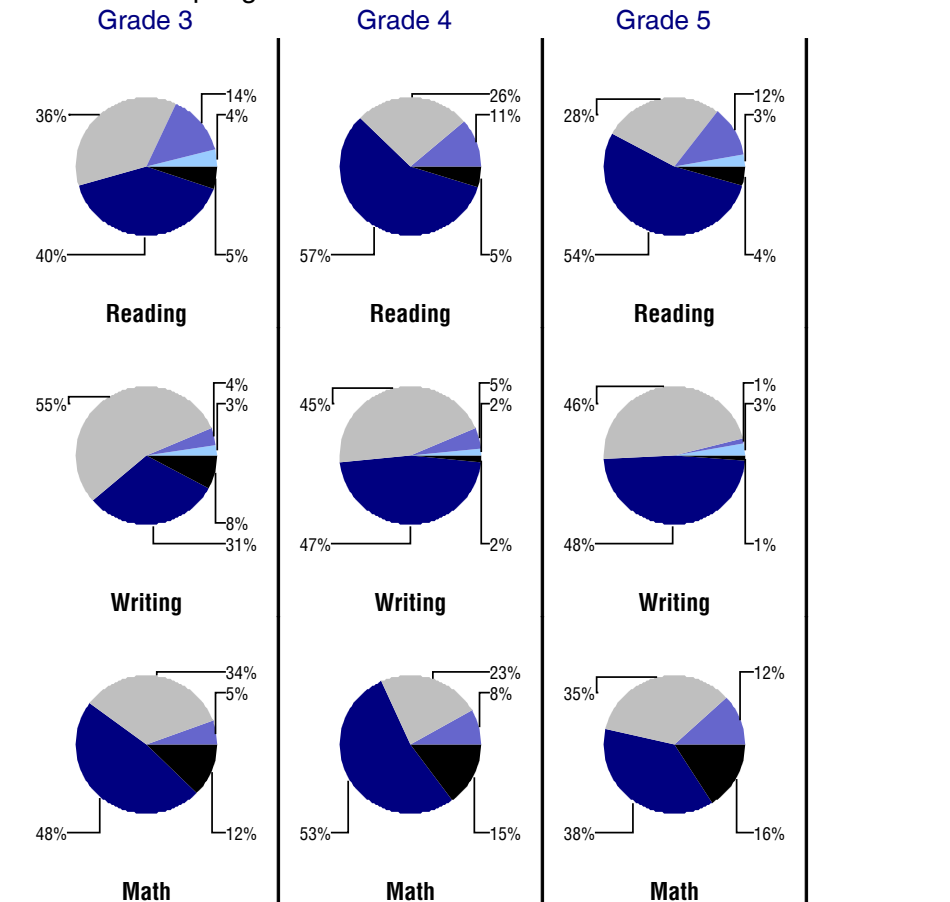 Grade 3 Grade 4 Grade 5
14% 26% 12%
36% 4% 11% 28% 3%
40% 5% 57% 5% 54% 4%
Reading Reading Reading
4% 5% 1%
55% 3% 45% 2% 46% 3%
8%
31% 47% 2% 48% 1%
Writing Writing Writing
34% 23% 12%
5% 8% 35%
48% 12% 53% 15% 38% 16%
Math Math Math